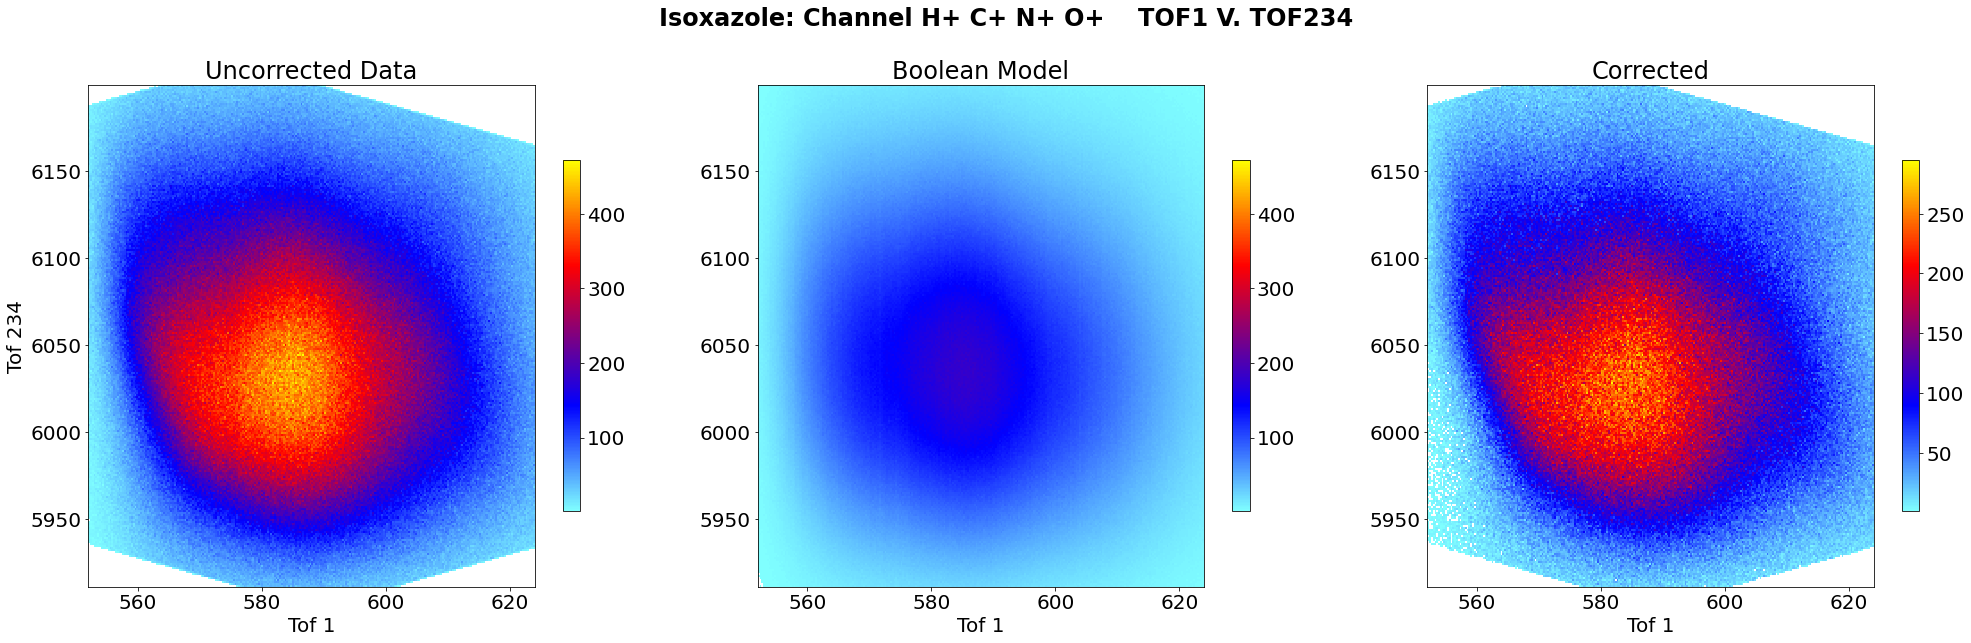 Isoxazole: Channel H+ C+ N+ O+    TOF1 V. TOF234
Uncorrected Data
Boolean Model
Corrected
Tof 234
6150
6100
6050
6000
5950
560 580 600 620
Tof 1
400
300
200
100
6150
6100
6050
6000
5950
560 580 600 620
Tof 1
400
300
200
100
6150
6100
6050
6000
5950
560 580 600 620
Tof 1
250
200
150
100
50